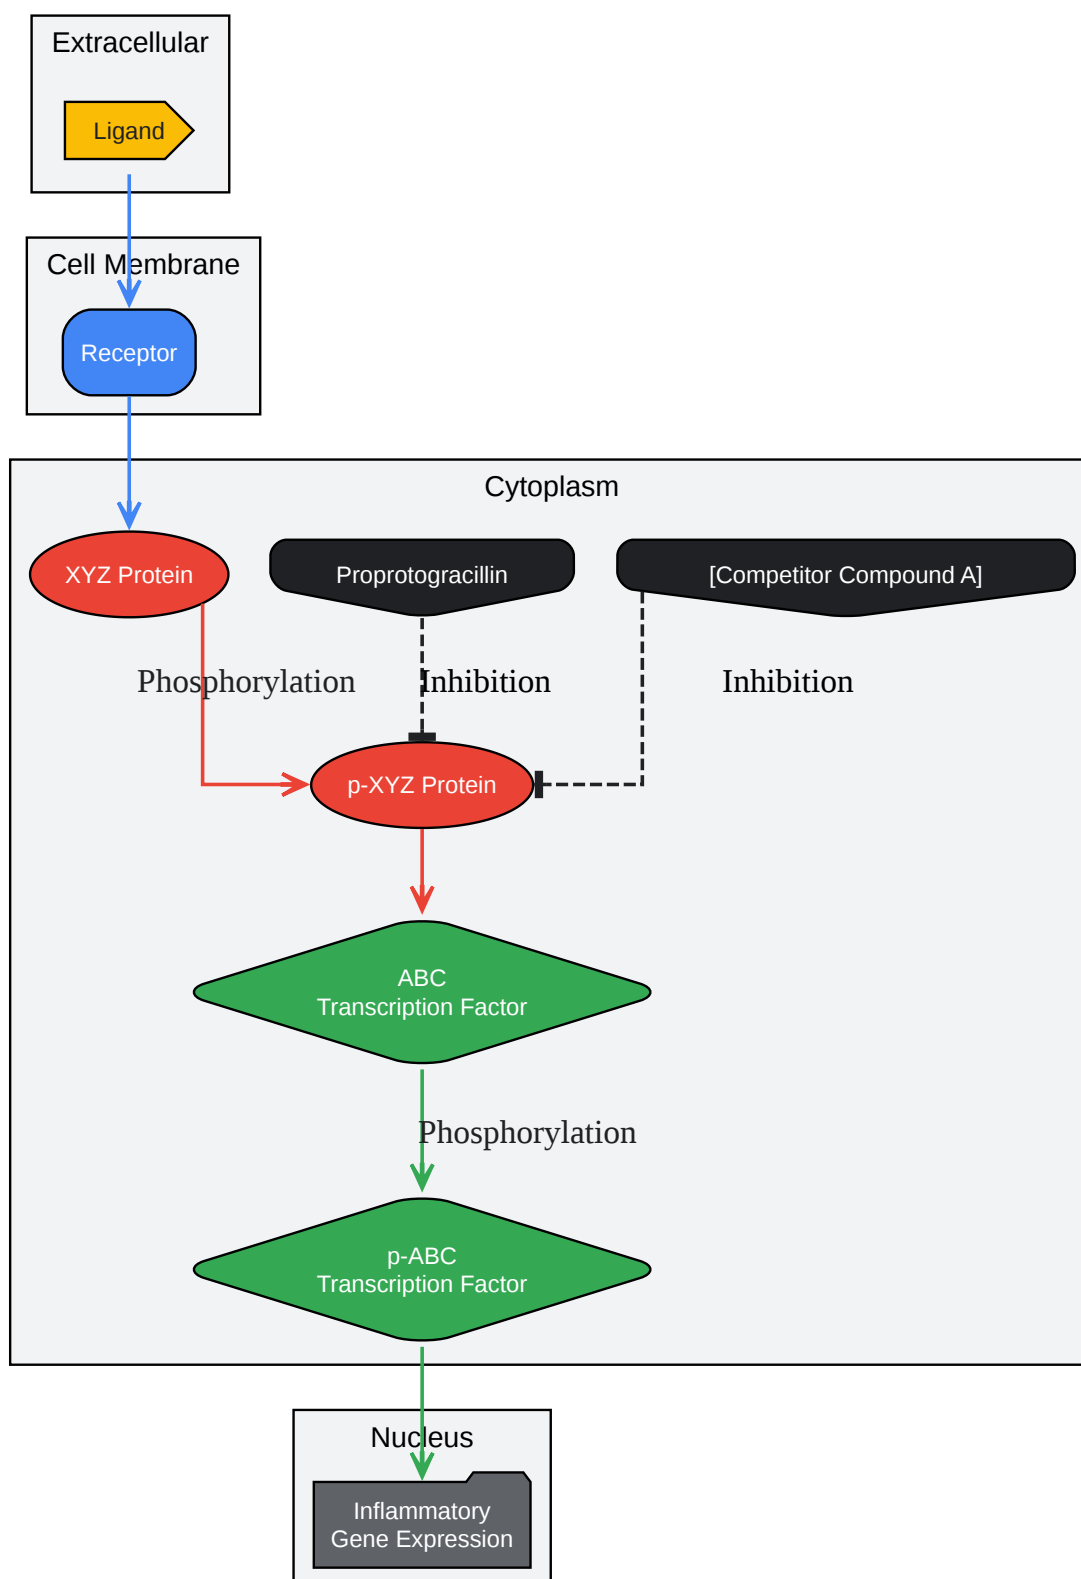 Extracellular
Ligand
Cell Membrane
Receptor
Cytoplasm
XYZ Protein
Proprotogracillin
[Competitor Compound A]
Phosphorylation
Inhibition
Inhibition
p-XYZ Protein
ABC
Transcription Factor
Phosphorylation
p-ABC
Transcription Factor
Nucleus
Inflammatory
Gene Expression